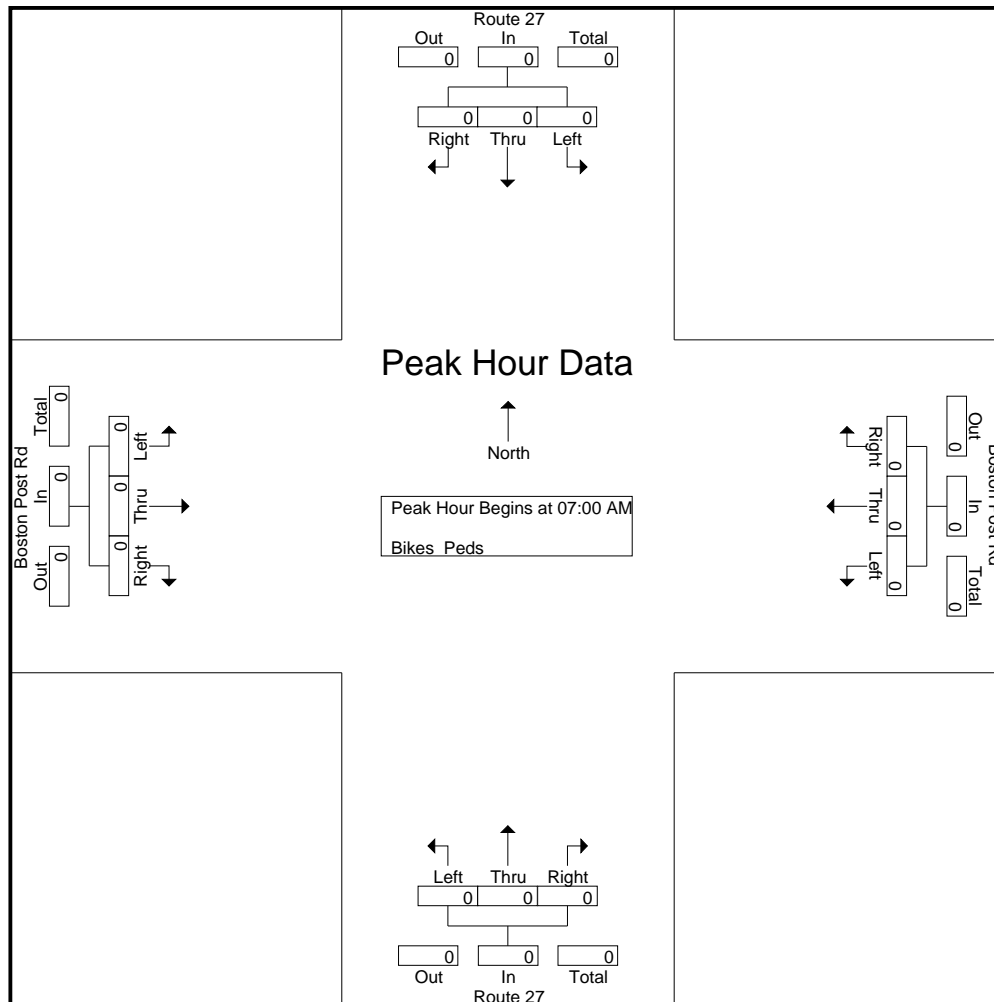 Route 27
Out In Total
0 0 0
0 0 0
Right Thru Left
Peak Hour Data
North
Peak Hour Begins at 07:00 AM
Bikes Peds
Boston Post Rd
Out In Total
0 0 0
0 0 0
Right Thru Left
Boston Post Rd
Out In Total
0 0 0
0 0 0
Right Thru Left
Left Thru Right
0 0 0
0 0 0
Out In Total
Route 27